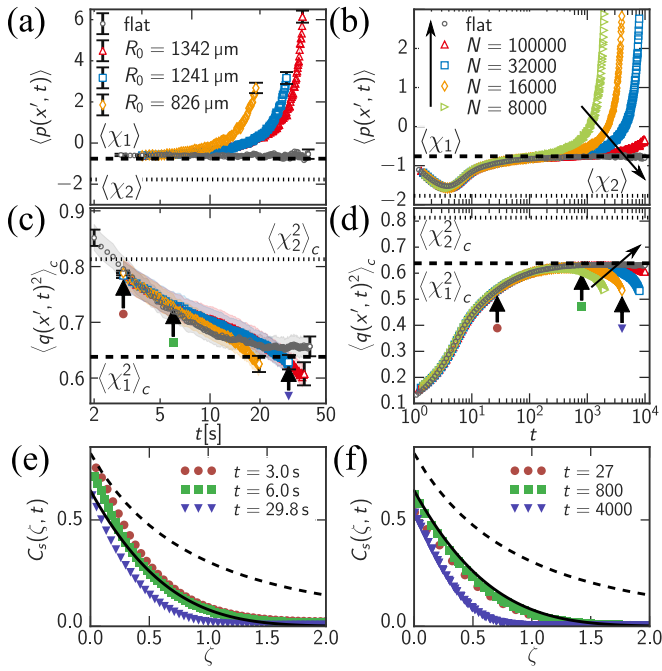 (a)
⟨p(x′, t)⟩
6
4
2
0
−2
flat
R₀ = 1342 μm
R₀ = 1241 μm
R₀ = 826 μm
⟨χ₁⟩
⟨χ₂⟩
(b)
⟨p(x′, t)⟩
2
1
0
−1
−2
flat
N = 100000
N = 32000
N = 16000
N = 8000
⟨χ₁⟩
⟨χ₂⟩
(c)
⟨q(x′, t)²⟩c
0.9
0.8
0.7
0.6
⟨χ₂²⟩c
⟨χ₁²⟩c
2
10
20
50
t[s]
(d)
⟨q(x′, t)²⟩c
0.8
0.7
0.6
0.5
0.4
0.3
0.2
0.1
⟨χ₂²⟩c
⟨χ₁²⟩c
10⁰
10¹
10²
10³
10⁴
t
(e)
Cₛ(ζ, t)
0.5
0.0
t = 3.0 s
t = 6.0 s
t = 29.8 s
0.0
0.5
1.0
1.5
2.0
ζ
(f)
Cₛ(ζ, t)
0.5
0.0
t = 27
t = 800
t = 4000
0.0
0.5
1.0
1.5
2.0
ζ